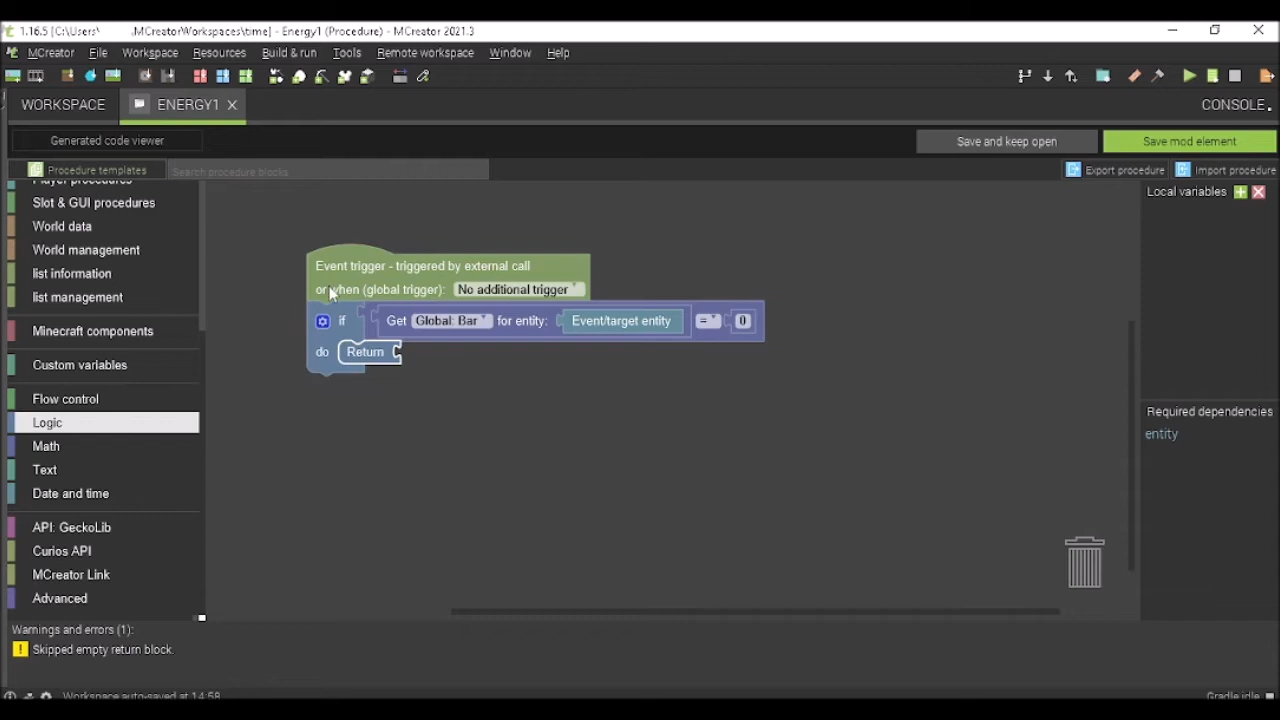 1.16.5 [C:\Users\ .MCreatorWorkspaces\time] - Energy1 (Procedure) - MCreator 2021.3
MCreator File Workspace Resources Build & run Tools Remote workspace Window Help
WORKSPACE ENERGY1 CONSOLE
Generated code viewer Save and keep open Save mod element
Procedure templates Search procedure blocks Export procedure Import procedure
Player procedures Local variables
Slot & GUI procedures
World data
World management
list information
list management
Minecraft components
Custom variables
Flow control
Logic
Math
Text
Date and time
API: GeckoLib
Curios API
MCreator Link
Advanced
Event trigger - triggered by external call
or when (global trigger): No additional trigger
if Get Global: Bar for entity: Event/target entity = 0
do Return
Required dependencies
entity
Warnings and errors (1):
! Skipped empty return block.
Workspace auto-saved at 14:58 Gradle idle